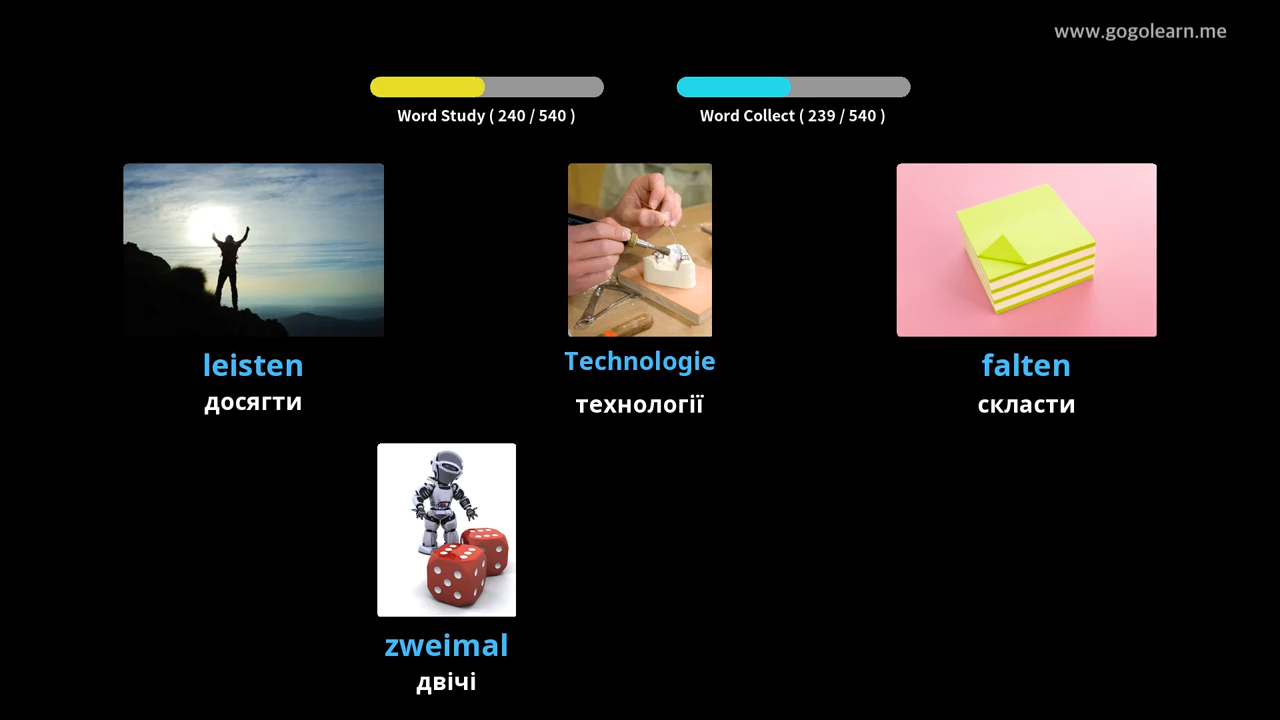 www.gogolearn.me
Word Study ( 240 / 540 )
Word Collect ( 239 / 540 )
leisten
досягти
Technologie
технології
falten
скласти
zweimal
двічі